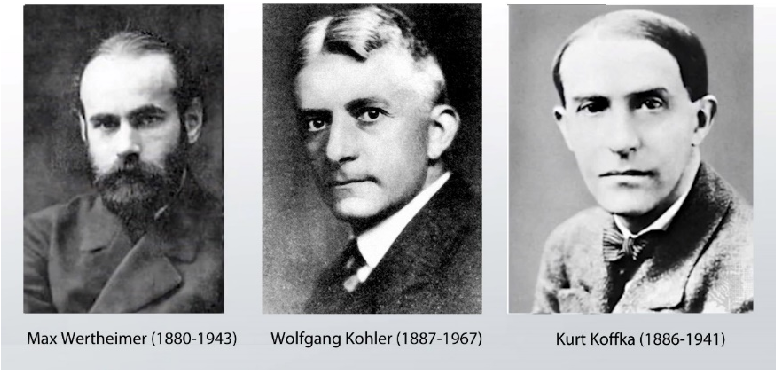 Max Wertheimer (1880-1943)
Wolfgang Kohler (1887-1967)
Kurt Koffka (1886-1941)